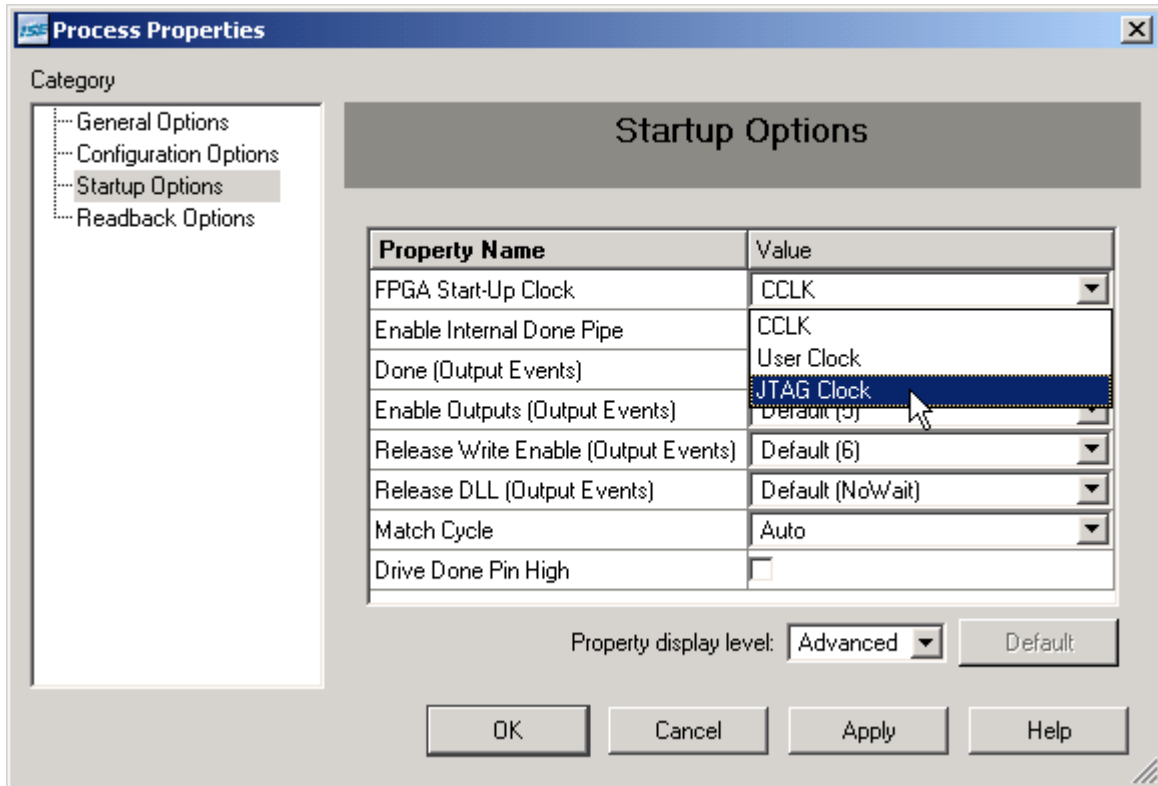 ISE Process Properties
Category
General Options
Configuration Options
Startup Options
Readback Options
Startup Options
Property Name Value
FPGA Start-Up Clock CCLK
Enable Internal Done Pipe CCLK
User Clock
Done (Output Events) JTAG Clock
Enable Outputs (Output Events) Default (5)
Release Write Enable (Output Events) Default (6)
Release DLL (Output Events) Default (NoWait)
Match Cycle Auto
Drive Done Pin High
Property display level: Advanced Default
OK Cancel Apply Help